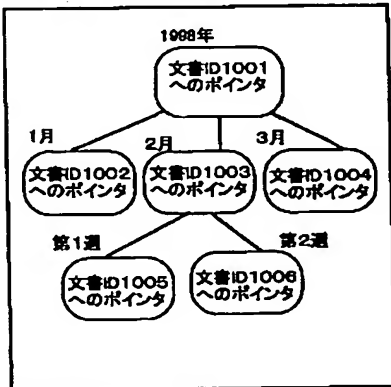 1998年
文書ID1001
へのポインタ
1月
2月
3月
文書ID1002
へのポインタ
文書ID1003
へのポインタ
文書ID1004
へのポインタ
第1週
第2週
文書ID1005
へのポインタ
文書ID1006
へのポインタ